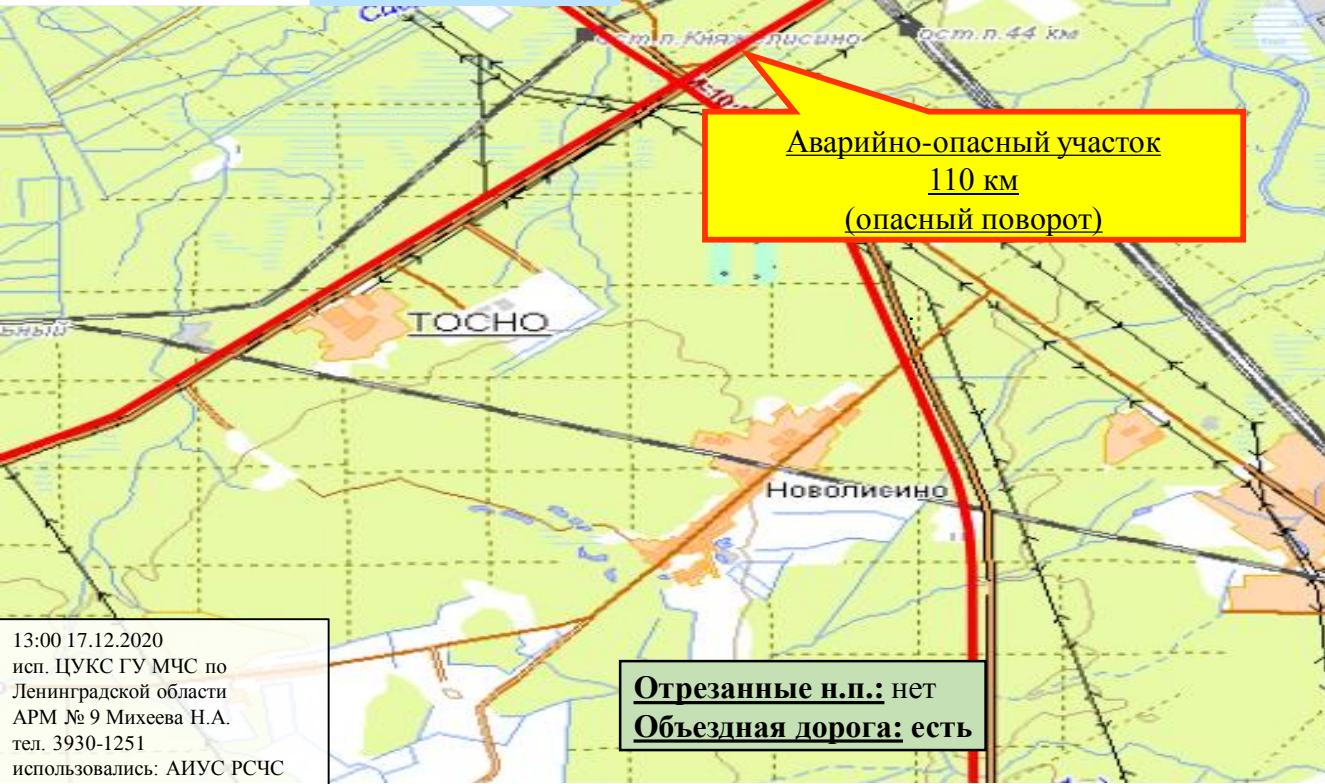 ост.п.Княжелисино
ост.п.44 км
Аварийно-опасный участок
110 км
(опасный поворот)
ТОСНО
Новолисино
13:00 17.12.2020
исп. ЦУКС ГУ МЧС по
Ленинградской области
АРМ № 9 Михеева Н.А.
тел. 3930-1251
использовались: АИУС РСЧС
Отрезанные н.п.: нет
Объездная дорога: есть